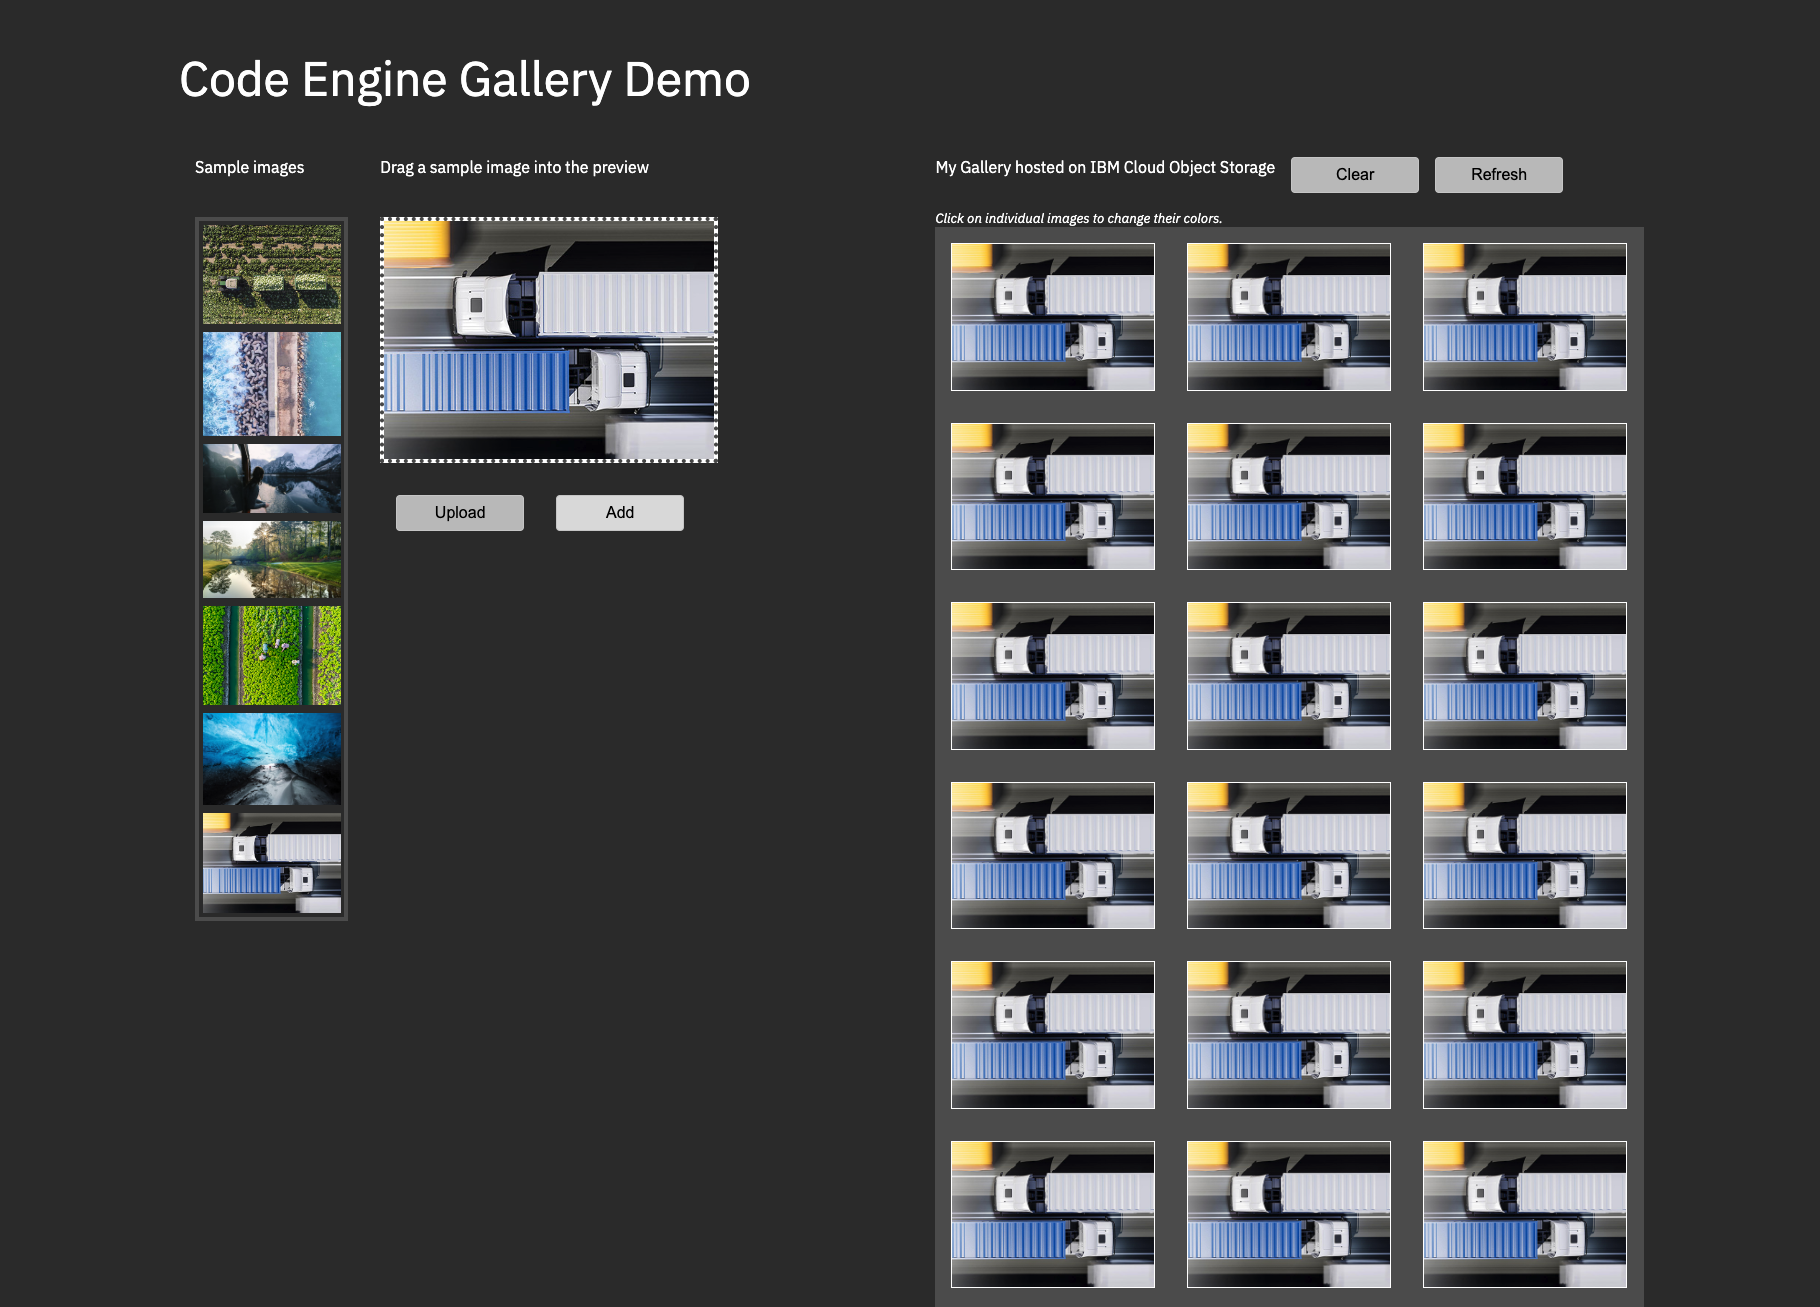 Code Engine Gallery Demo
Sample images
Drag a sample image into the preview
Upload
Add
My Gallery hosted on IBM Cloud Object Storage
Clear
Refresh
Click on individual images to change their colors.